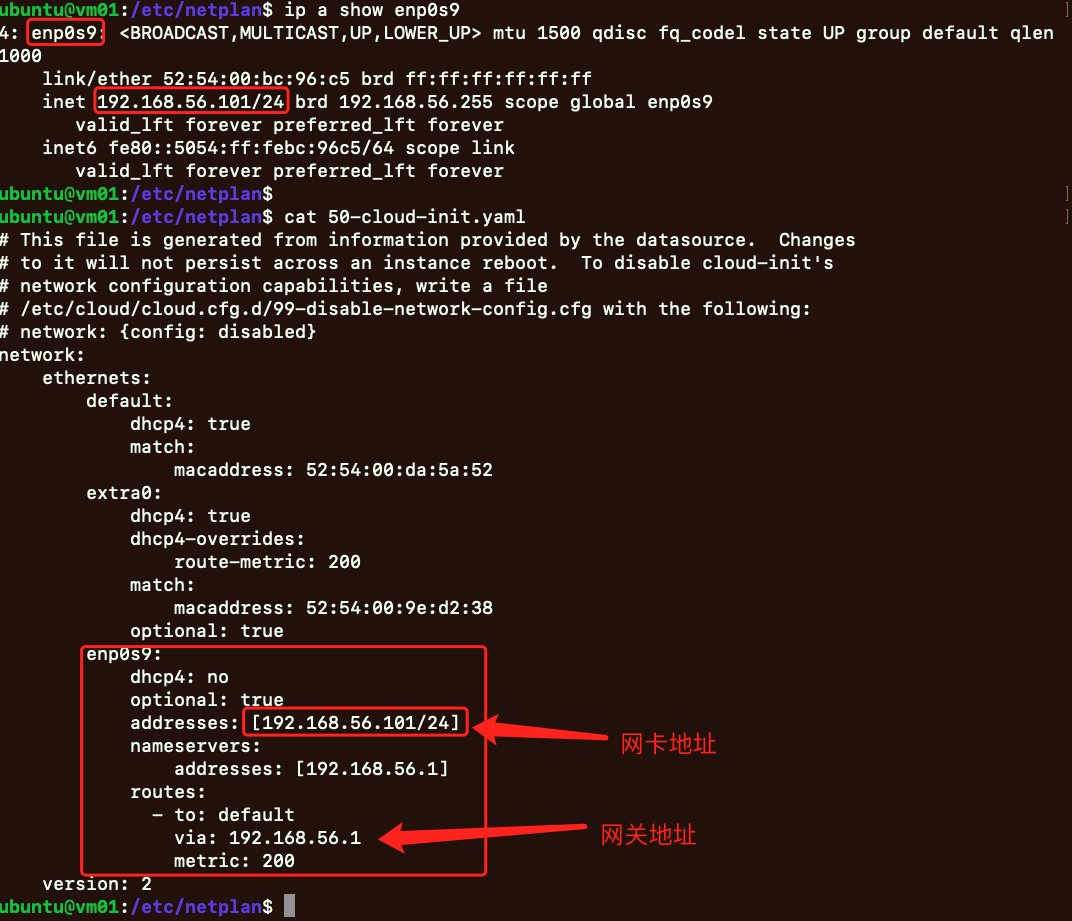 ubuntu@vm01:/etc/netplan$ ip a show enp0s9
4: enp0s9: <BROADCAST,MULTICAST,UP,LOWER_UP> mtu 1500 qdisc fq_codel state UP group default qlen
1000
    link/ether 52:54:00:bc:96:c5 brd ff:ff:ff:ff:ff:ff
    inet 192.168.56.101/24 brd 192.168.56.255 scope global enp0s9
       valid_lft forever preferred_lft forever
    inet6 fe80::5054:ff:febc:96c5/64 scope link
       valid_lft forever preferred_lft forever
ubuntu@vm01:/etc/netplan$
ubuntu@vm01:/etc/netplan$ cat 50-cloud-init.yaml
# This file is generated from information provided by the datasource.  Changes
# to it will not persist across an instance reboot.  To disable cloud-init's
# network configuration capabilities, write a file
# /etc/cloud/cloud.cfg.d/99-disable-network-config.cfg with the following:
# network: {config: disabled}
network:
    ethernets:
        default:
            dhcp4: true
            match:
                macaddress: 52:54:00:da:5a:52
        extra0:
            dhcp4: true
            dhcp4-overrides:
                route-metric: 200
            match:
                macaddress: 52:54:00:9e:d2:38
            optional: true
        enp0s9:
            dhcp4: no
            optional: true
            addresses: [192.168.56.101/24]
网卡地址
            nameservers:
                addresses: [192.168.56.1]
            routes:
              - to: default
                via: 192.168.56.1
网关地址
                metric: 200
    version: 2
ubuntu@vm01:/etc/netplan$